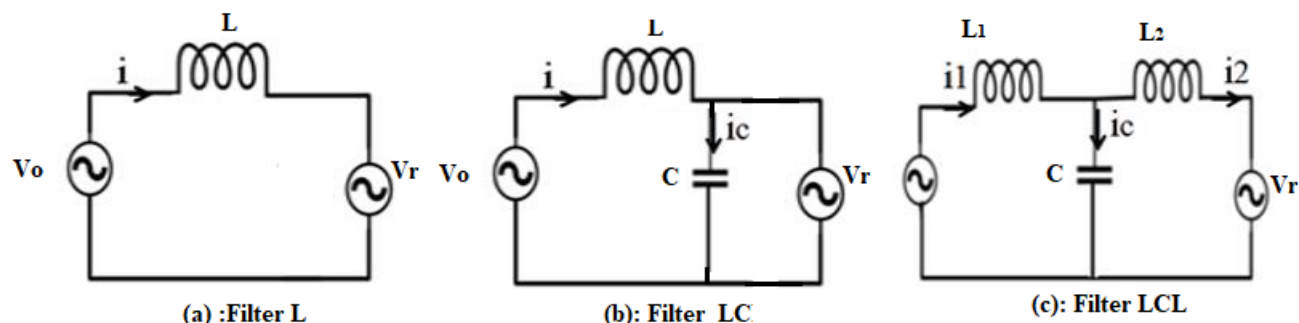 L
i
Vo
Vr
(a) :Filter L
L
i
ic
Vo
C
Vr
(b): Filter LC
L1
L2
i1
i2
ic
C
Vr
(c): Filter LCL